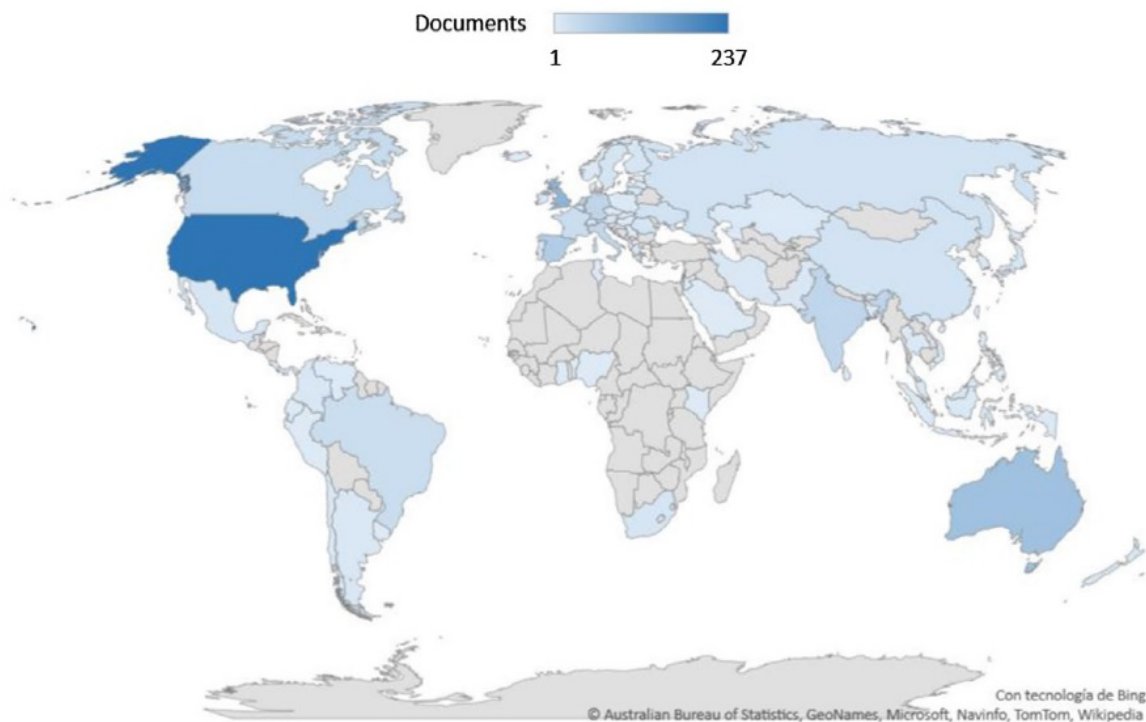 Documents
1 237
Con tecnología de Bing
© Australian Bureau of Statistics, GeoNames, Microsoft, Navinfo, TomTom, Wikipedia